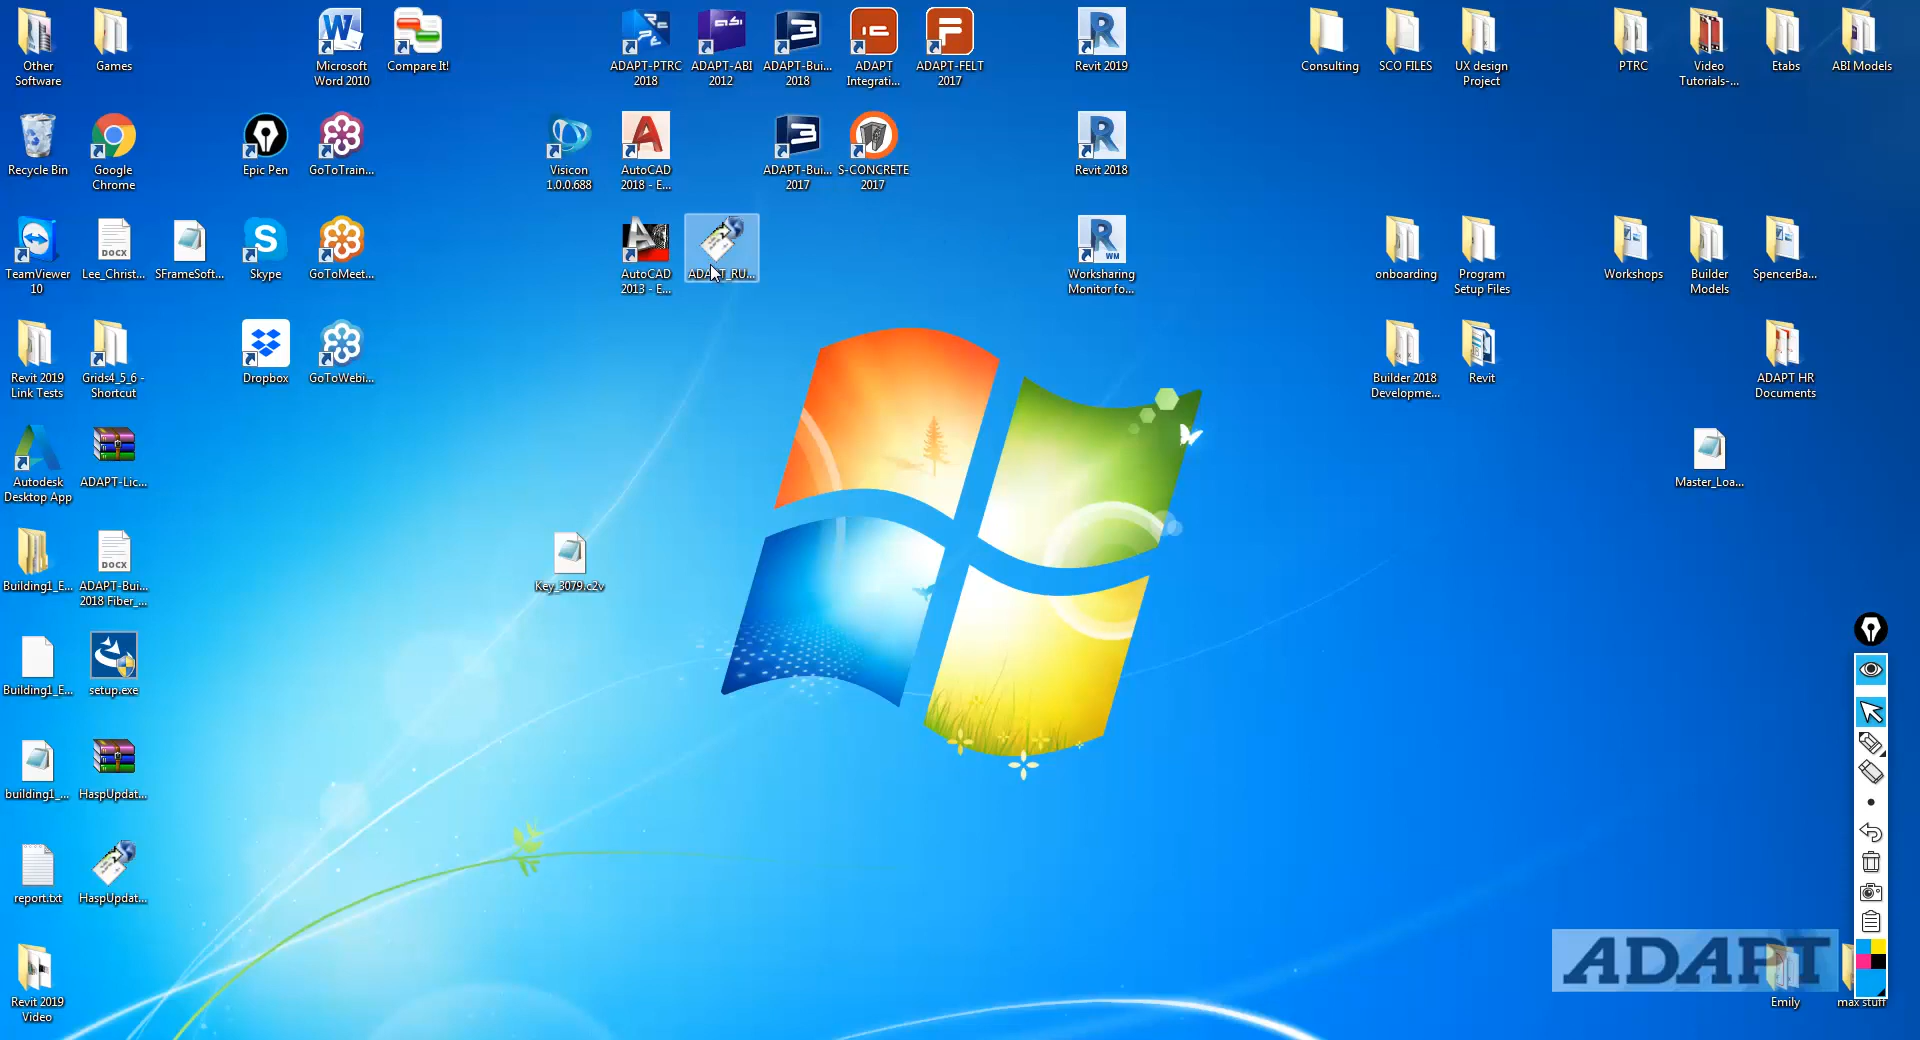 Other
Software
Games
Microsoft
Word 2010
Compare It!
ADAPT-PTRC
2018
ADAPT-ABI
2012
ADAPT-Bui...
2018
ADAPT
Integrati...
ADAPT-FELT
2017
Revit 2019
Consulting
SCO FILES
UX design
Project
PTRC
Video
Tutorials-...
Etabs
ABI Models
Recycle Bin
Google
Chrome
Epic Pen
GoToTrain...
Visicon
1.0.0.688
AutoCAD
2018 - E...
ADAPT-Bui...
2017
S-CONCRETE
2017
Revit 2018
TeamViewer
10
DOCX
Lee_Christ...
SFrameSoft...
Skype
GoToMeet...
AutoCAD
2013 - E...
ADAPT_RU...
WM
Worksharing
Monitor fo...
onboarding
Program
Setup Files
Workshops
Builder
Models
SpencerBa...
Revit 2019
Link Tests
Grids4_5_6 -
Shortcut
Dropbox
GoToWebi...
Builder 2018
Developme...
Revit
ADAPT HR
Documents
Autodesk
Desktop App
ADAPT-Lic...
Master_Loa...
Building1_E...
DOCX
ADAPT-Bui...
2018 Fiber_...
Key_3079.c2v
Building1_E...
setup.exe
building1_...
HaspUpdat...
report.txt
HaspUpdat...
Revit 2019
Video
ADAPT
Emily
max stuff